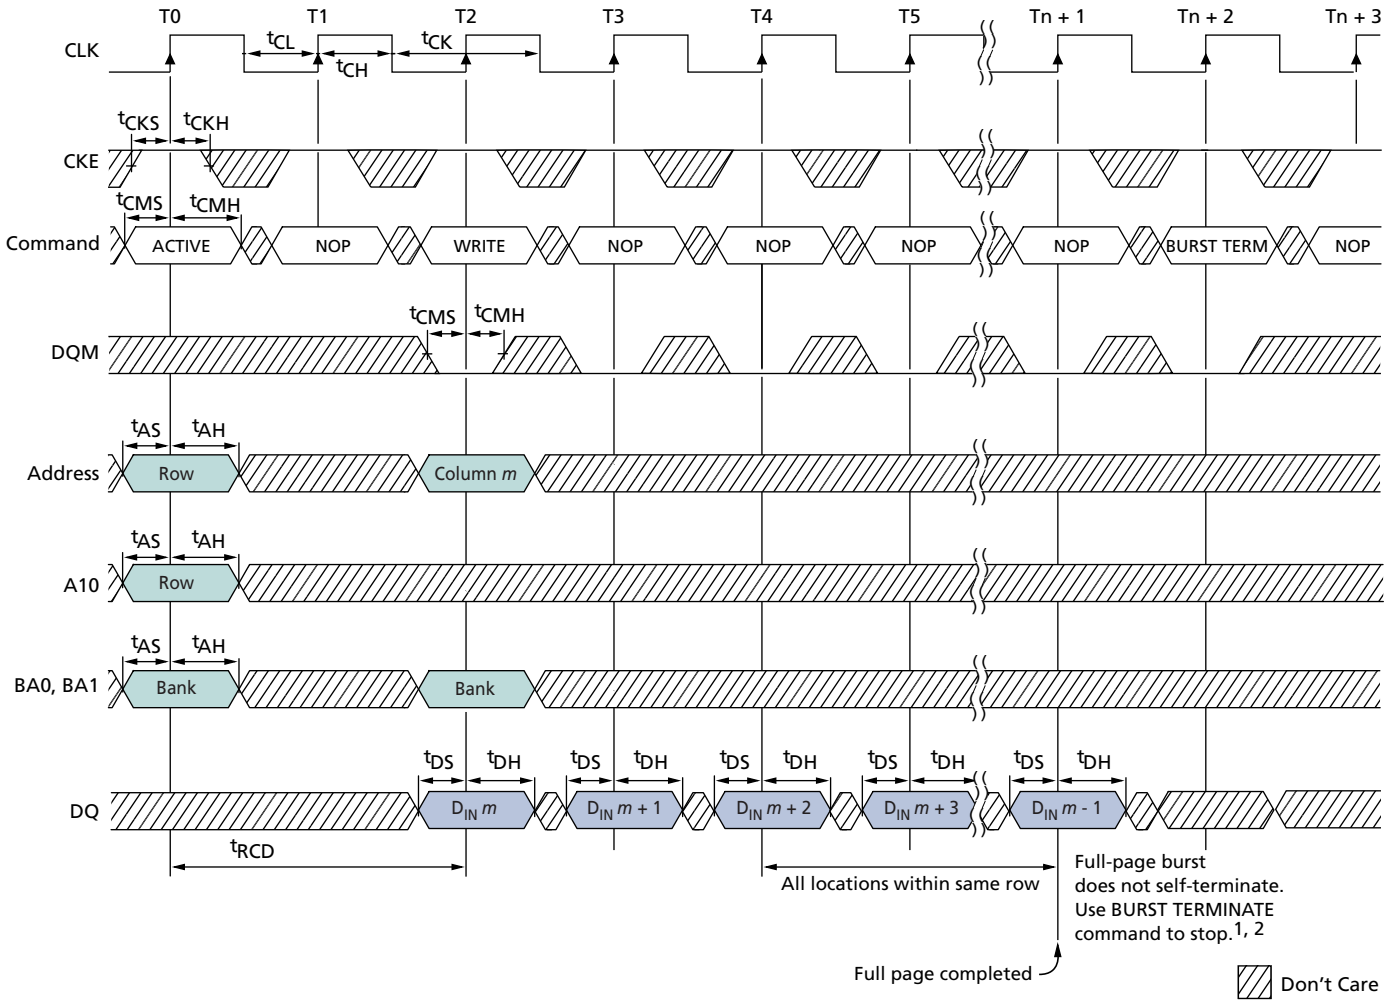 T0 T1 T2 T3 T4 T5 Tn + 1 Tn + 2 Tn + 3
CLK tCL tCH tCK
tCKS tCKH
CKE
tCMS tCMH
Command ACTIVE NOP WRITE NOP NOP NOP NOP BURST TERM NOP
tCMS tCMH
DQM
tAS tAH
Address Row Column m
tAS tAH
A10 Row
tAS tAH
BA0, BA1 Bank Bank
tDS tDH tDS tDH tDS tDH tDS tDH tDS tDH
DQ DIN m DIN m + 1 DIN m + 2 DIN m + 3 DIN m - 1
tRCD
All locations within same row
Full-page burst
does not self-terminate.
Use BURST TERMINATE
command to stop.1, 2
Full page completed
Don't Care